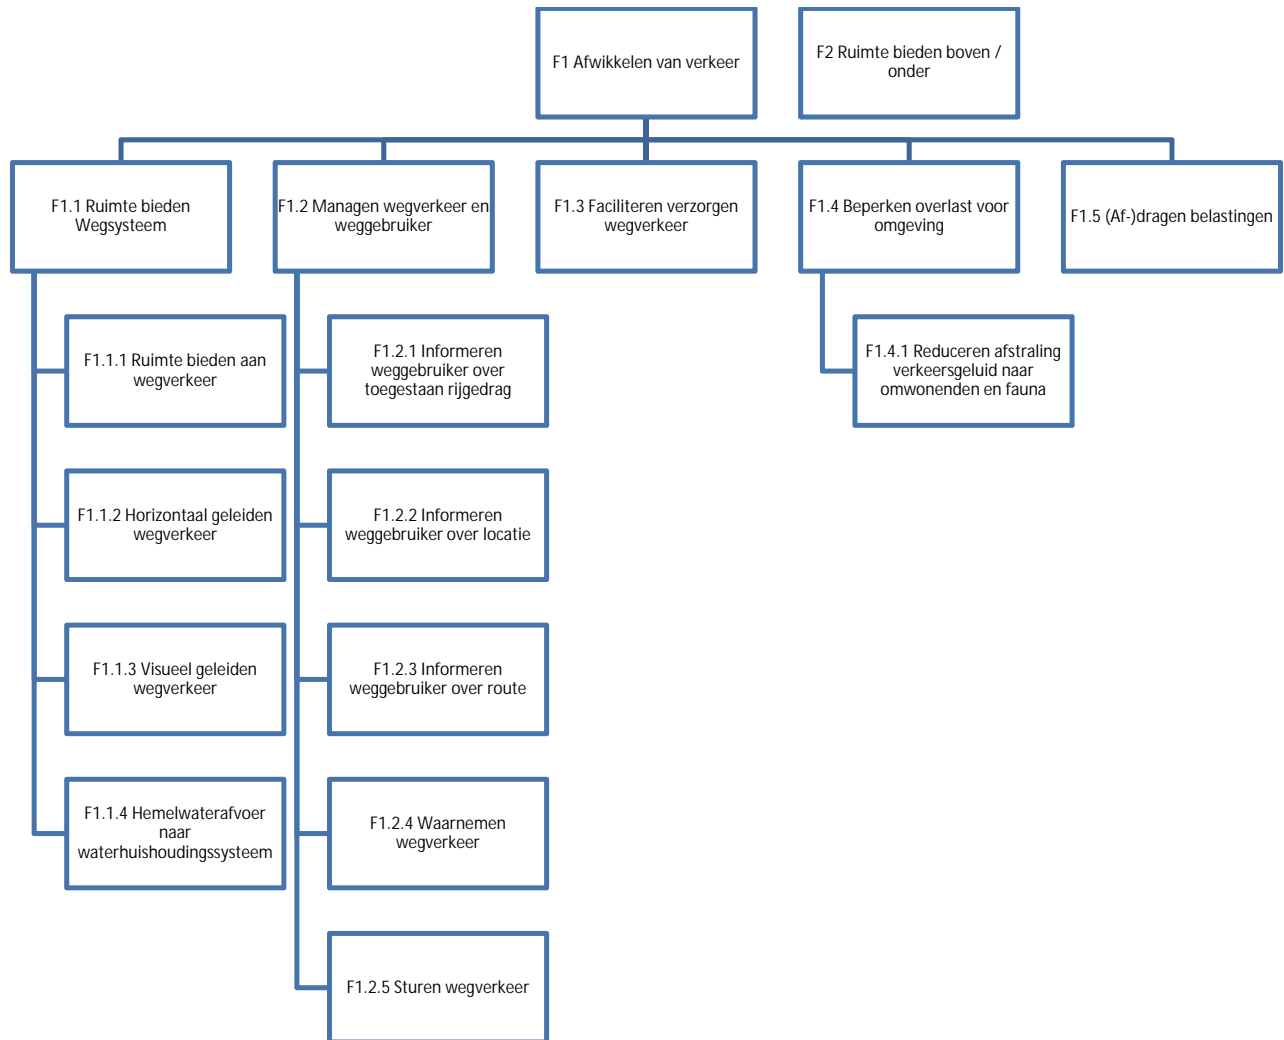 F1 Afwikkelen van verkeer
F2 Ruimte bieden boven /
onder
F1.1 Ruimte bieden
Wegsysteem
F1.2 Managen wegverkeer en
weggebruiker
F1.3 Faciliteren verzorgen
wegverkeer
F1.4 Beperken overlast voor
omgeving
F1.5 (Af-)dragen belastingen
F1.1.1 Ruimte bieden aan
wegverkeer
F1.2.1 Informeren
weggebruiker over
toegestaan rijgedrag
F1.4.1 Reduceren afstraling
verkeersgeluid naar
omwonenden en fauna
F1.1.2 Horizontaal geleiden
wegverkeer
F1.2.2 Informeren
weggebruiker over locatie
F1.1.3 Visueel geleiden
wegverkeer
F1.2.3 Informeren
weggebruiker over route
F1.1.4 Hemelwaterafvoer
naar
waterhuishoudingssysteem
F1.2.4 Waarnemen
wegverkeer
F1.2.5 Sturen wegverkeer